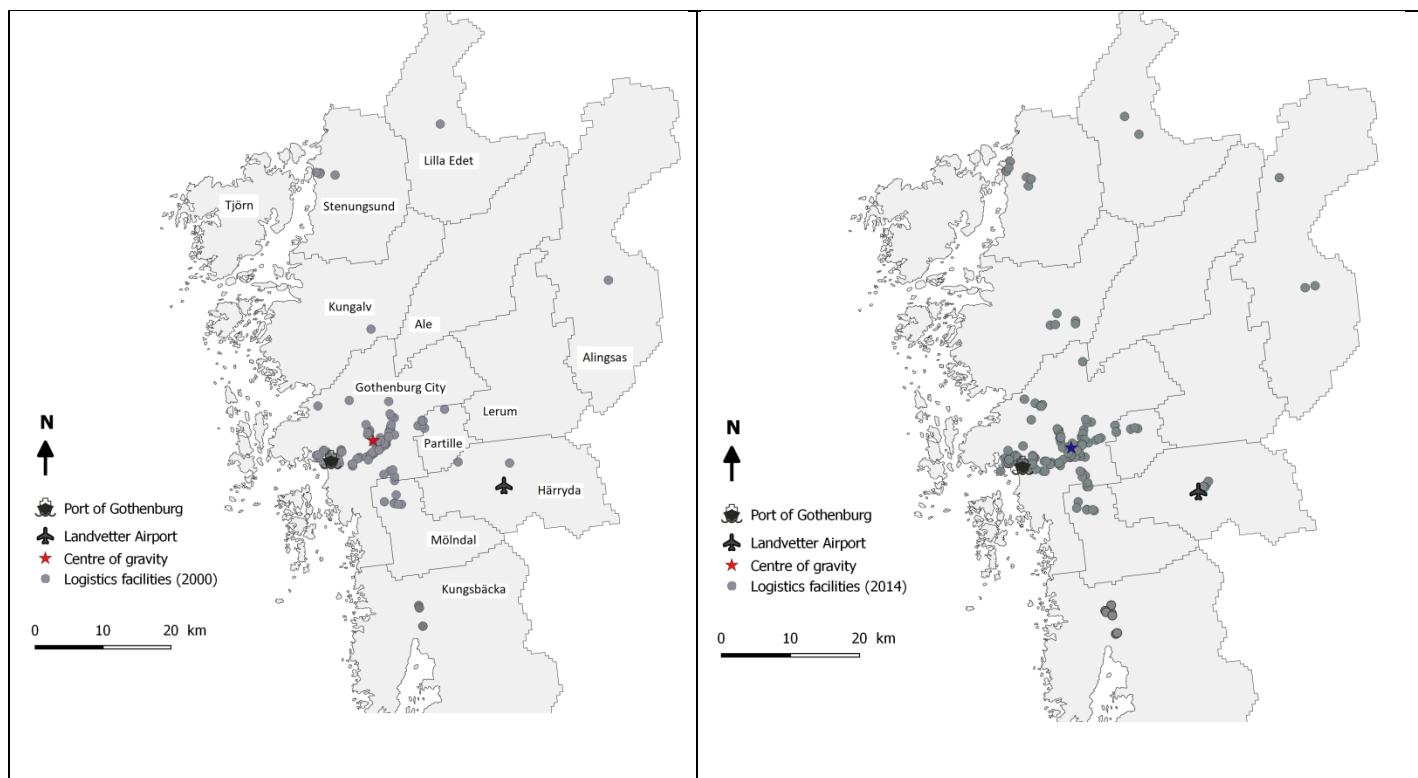 Lilla Edet
Tjörn
Stenungsund
Kungalv
Ale
Alingsas
Gothenburg City
Lerum
Partille
Härryda
Mölndal
Kungsbäcka
N
Port of Gothenburg
Landvetter Airport
Centre of gravity
Logistics facilities (2000)
0 10 20 km
N
Port of Gothenburg
Landvetter Airport
Centre of gravity
Logistics facilities (2014)
0 10 20 km